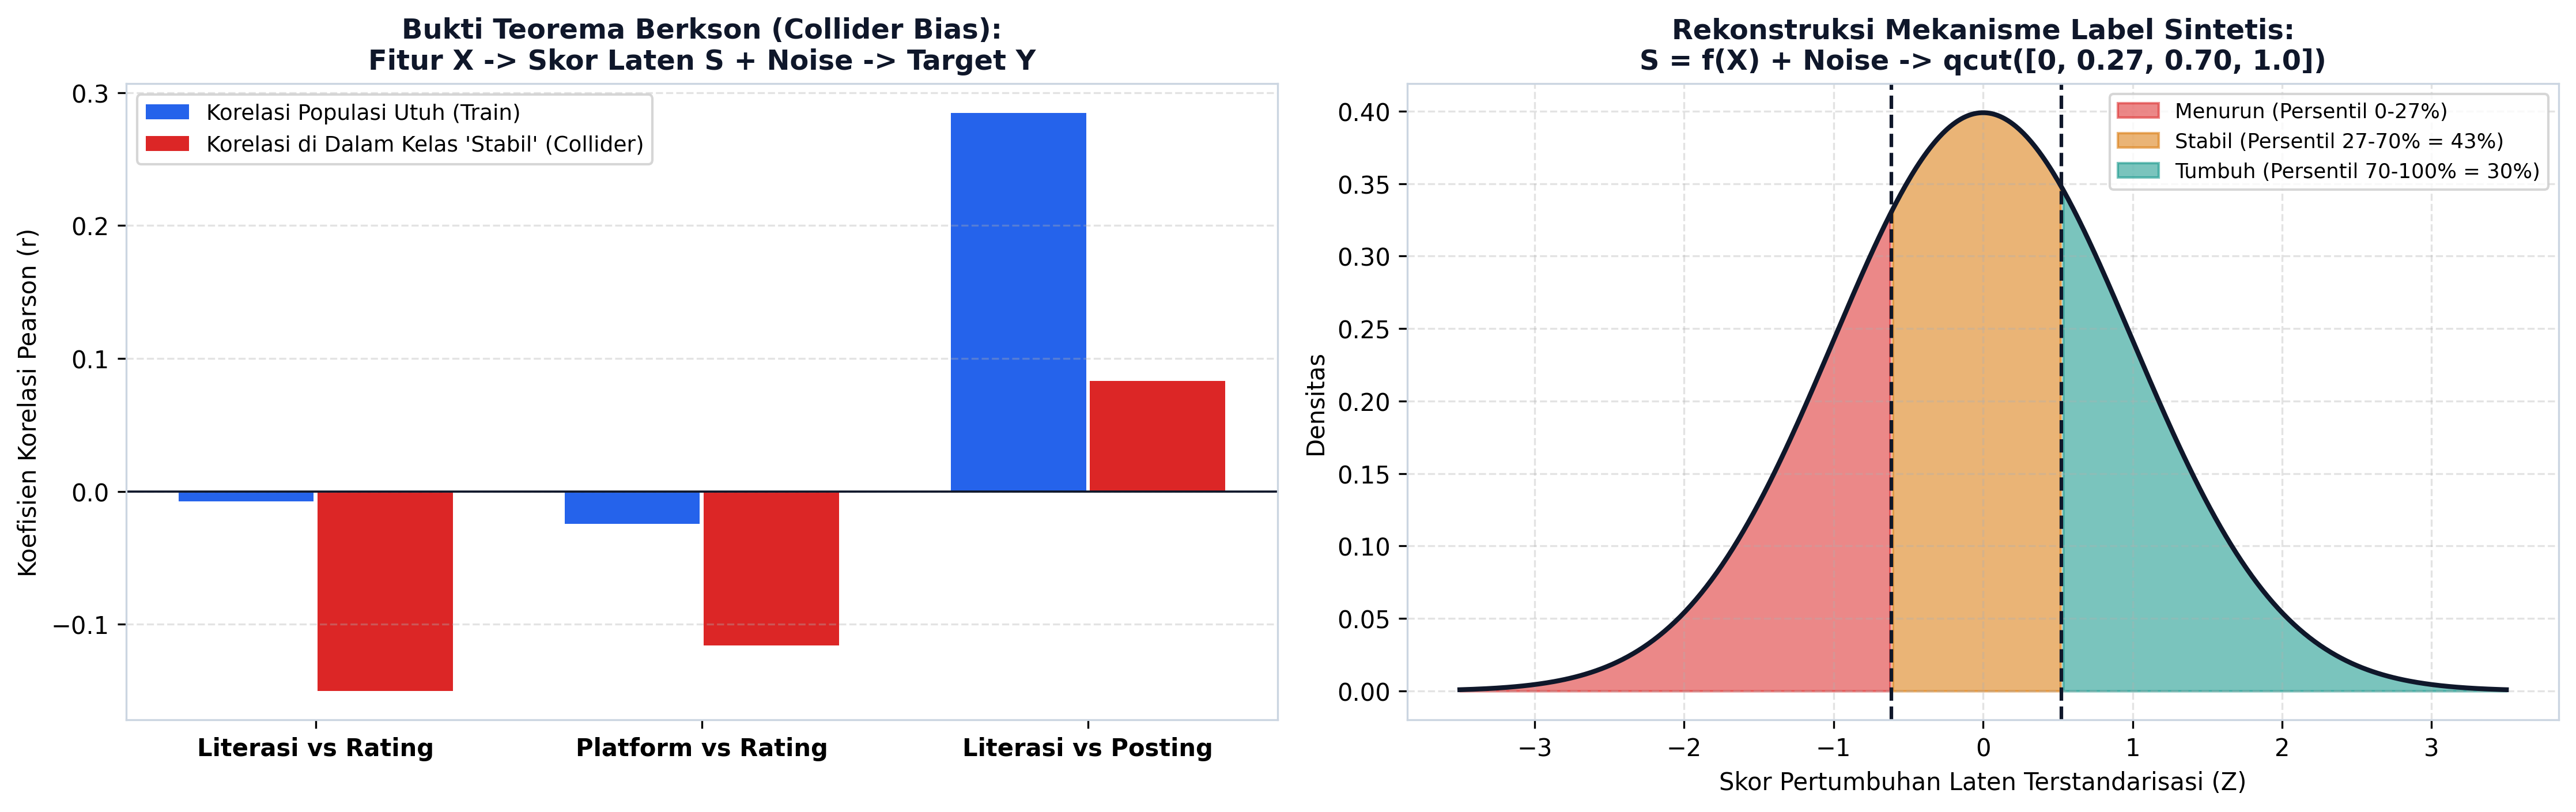 Bukti Teorema Berkson (Collider Bias):
Fitur X -> Skor Laten S + Noise -> Target Y
Korelasi Populasi Utuh (Train)
Korelasi di Dalam Kelas 'Stabil' (Collider)
Koefisien Korelasi Pearson (r)
0.3
0.2
0.1
0.0
−0.1
Literasi vs Rating
Platform vs Rating
Literasi vs Posting
Rekonstruksi Mekanisme Label Sintetis:
S = f(X) + Noise -> qcut([0, 0.27, 0.70, 1.0])
Menurun (Persentil 0-27%)
Stabil (Persentil 27-70% = 43%)
Tumbuh (Persentil 70-100% = 30%)
Densitas
0.40
0.35
0.30
0.25
0.20
0.15
0.10
0.05
0.00
−3
−2
−1
0
1
2
3
Skor Pertumbuhan Laten Terstandarisasi (Z)